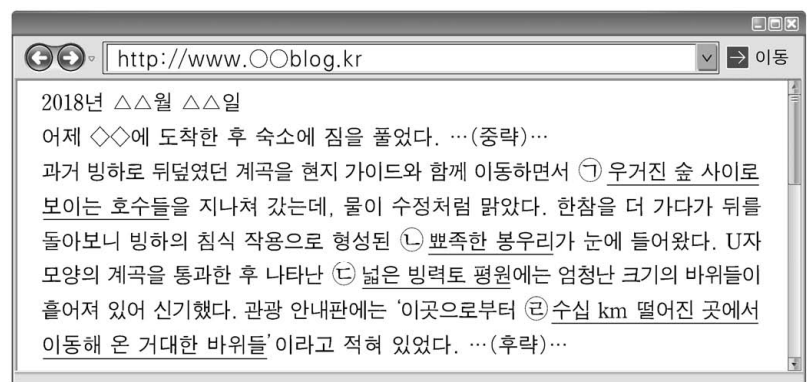 http://www.○○blog.kr
이동
2018년 △△월 △△일
어제 ◇◇에 도착한 후 숙소에 짐을 풀었다. …(중략)…
과거 빙하로 뒤덮였던 계곡을 현지 가이드와 함께 이동하면서 ㉠ 우거진 숲 사이로
보이는 호수들을 지나쳐 갔는데, 물이 수정처럼 맑았다. 한참을 더 가다가 뒤를
돌아보니 빙하의 침식 작용으로 형성된 ㉡ 뾰족한 봉우리가 눈에 들어왔다. U자
모양의 계곡을 통과한 후 나타난 ㉢ 넓은 빙력토 평원에는 엄청난 크기의 바위들이
흩어져 있어 신기했다. 관광 안내판에는 ‘이곳으로부터 ㉣ 수십 km 떨어진 곳에서
이동해 온 거대한 바위들’이라고 적혀 있었다. …(후략)…